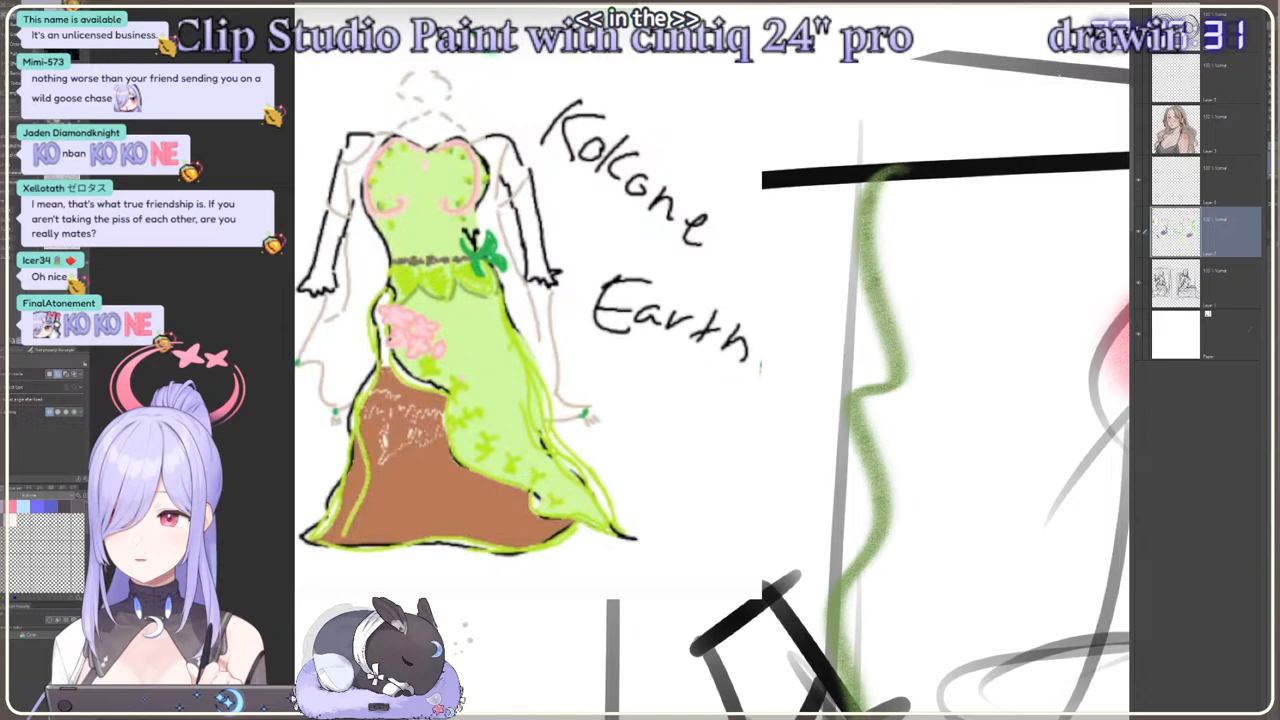 << in the >>
Clip Studio Paint with cintiq 24" pro
drawin
31
This name is available
It's an unlicensed business.
Mimi-573
nothing worse than your friend sending you on a
wild goose chase
Jaden Diamondknight
KO nban KO KO NE
Xellotath ゼロタス
I mean, that's what true friendship is. If you
aren't taking the piss of each other, are you
really mates?
Icer34
Oh nice
FinalAtonement
KO KO NE
Kokone
Earth